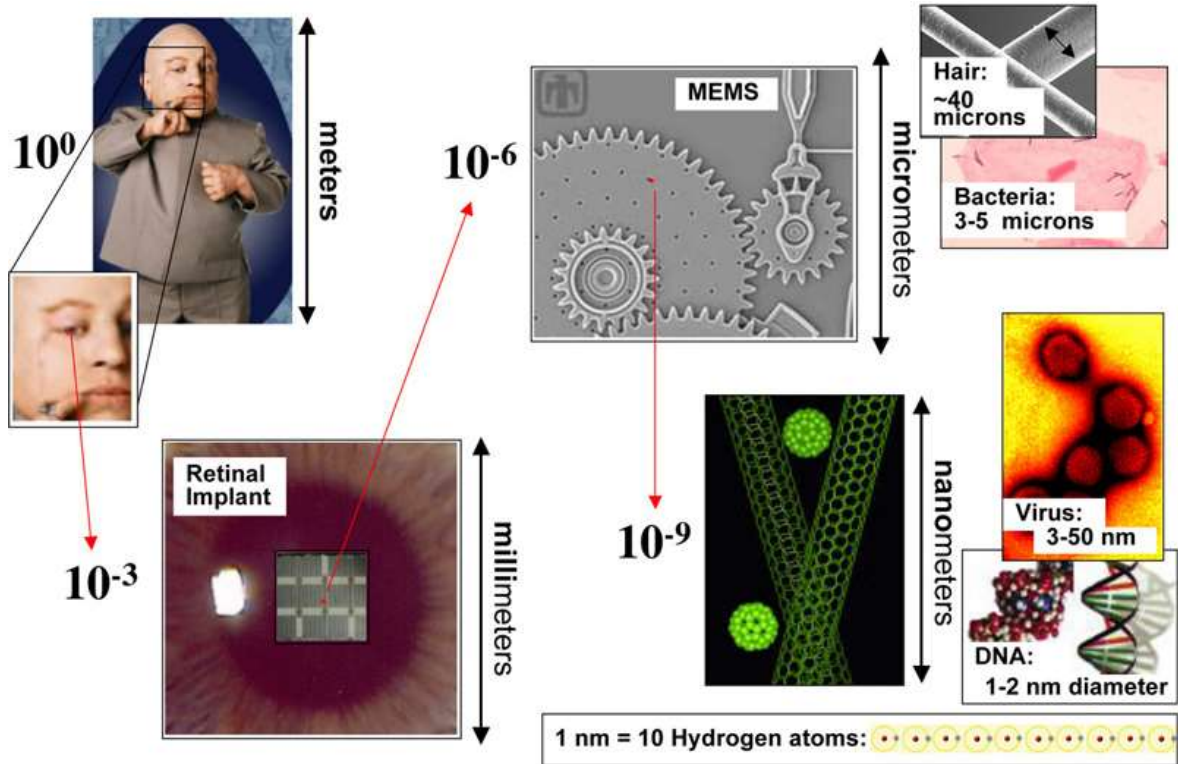 10⁰
meters
10⁻³
Retinal
Implant
millimeters
10⁻⁶
MEMS
micrometers
Hair:
~40
microns
Bacteria:
3-5 microns
10⁻⁹
nanometers
Virus:
3-50 nm
DNA:
1-2 nm diameter
1 nm = 10 Hydrogen atoms: